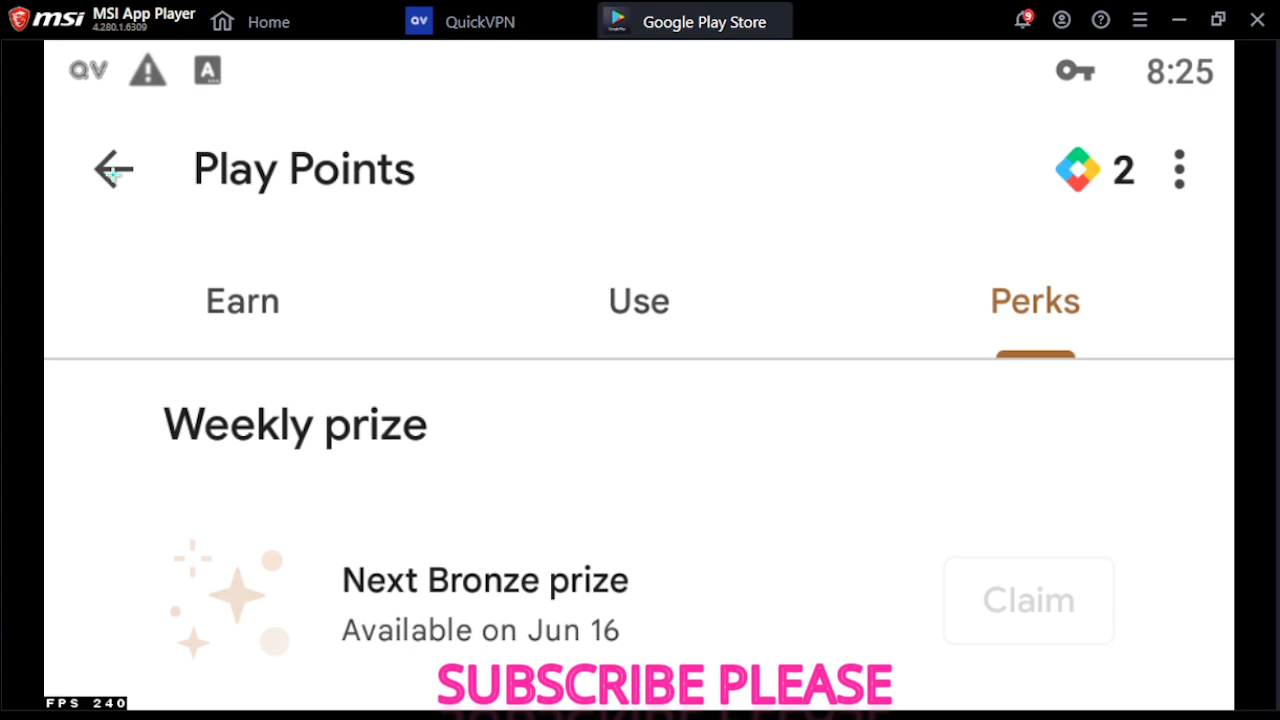 msi MSI App Player
4.280.1.6309
Home
QV QuickVPN
Google Play Store
9
QV A
8:25
Play Points
2
Earn
Use
Perks
Weekly prize
Next Bronze prize
Available on Jun 16
Claim
SUBSCRIBE PLEASE
FPS 240